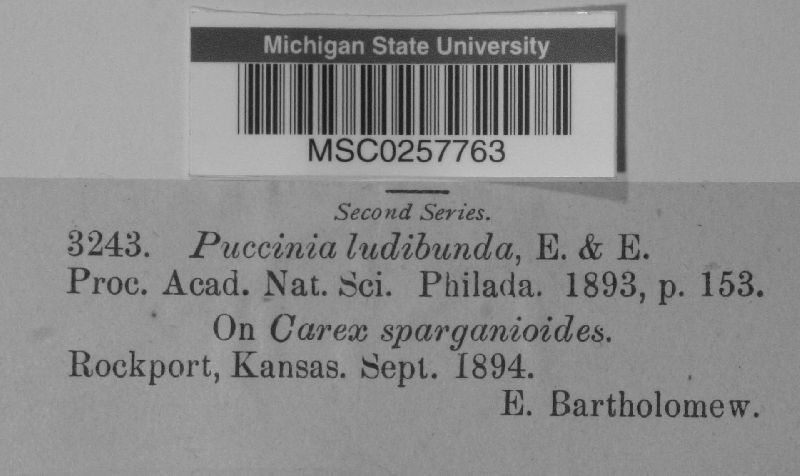 Michigan State University
MSC0257763
Second Series.
3243. Puccinia ludibunda, E. & E.
Proc. Acad. Nat. Sci. Philada. 1893, p. 153.
On Carex sparganioides.
Rockport, Kansas. Sept. 1894.
E. Bartholomew.